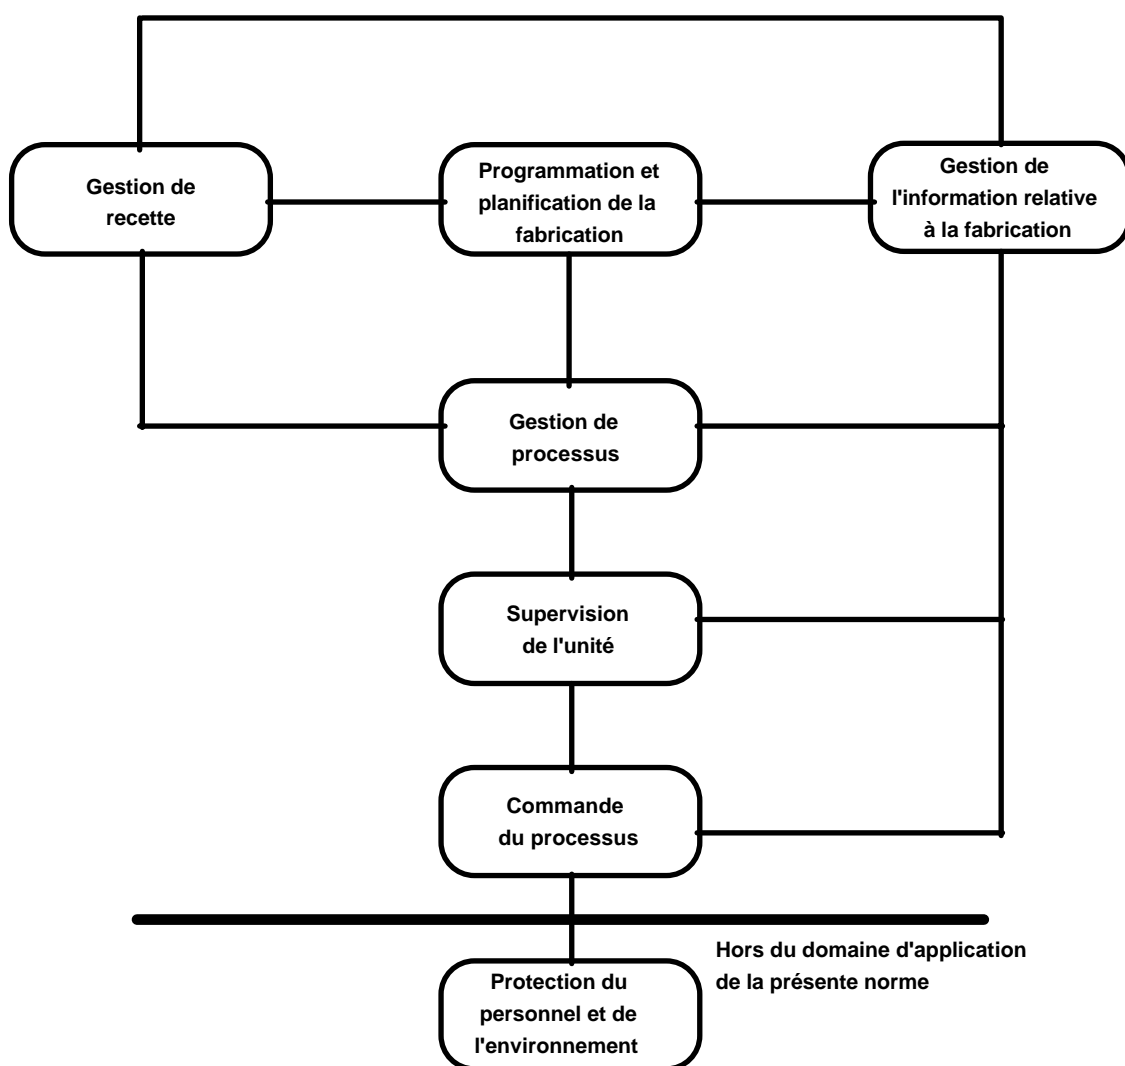 Gestion de
recette
Programmation et
planification de la
fabrication
Gestion de
l'information relative
à la fabrication
Gestion de
processus
Supervision
de l'unité
Commande
du processus
Hors du domaine d'application
de la présente norme
Protection du
personnel et de
l'environnement